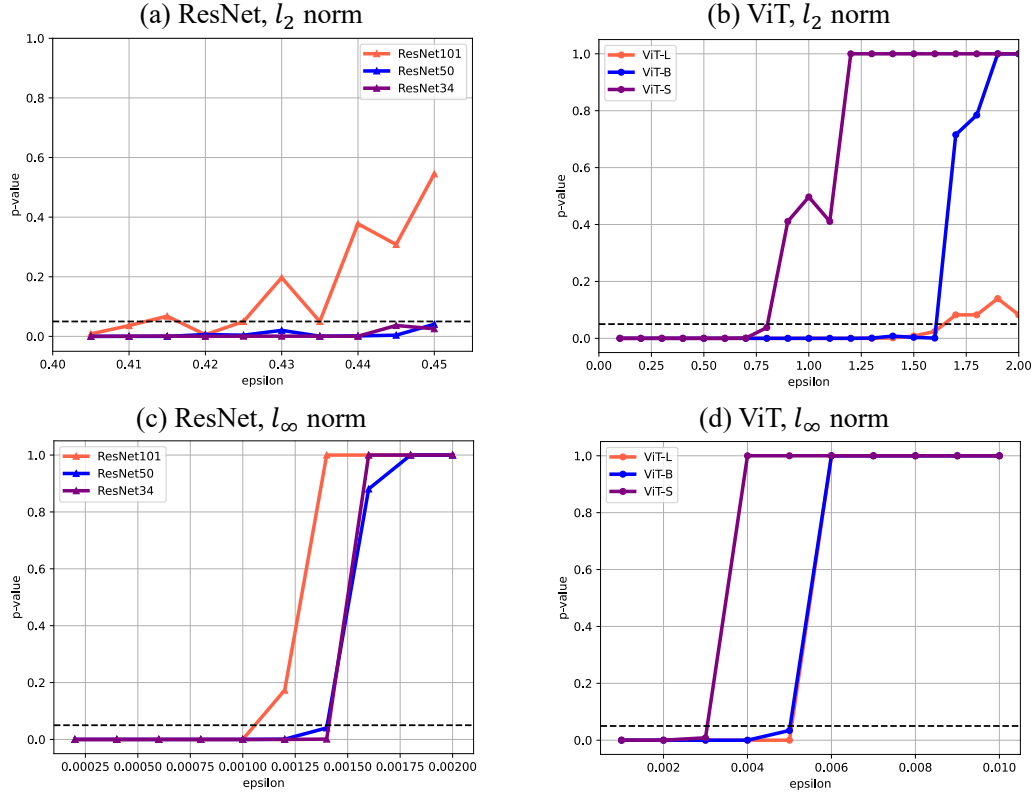 (a) ResNet, l₂ norm
1.0
0.8
0.6
0.4
0.2
0.0
p-value
ResNet101
ResNet50
ResNet34
0.40
0.41
0.42
0.43
0.44
0.45
epsilon
(b) ViT, l₂ norm
1.0
0.8
0.6
0.4
0.2
0.0
p-value
ViT-L
ViT-B
ViT-S
0.00
0.25
0.50
0.75
1.00
1.25
1.50
1.75
2.00
epsilon
(c) ResNet, l∞ norm
1.0
0.8
0.6
0.4
0.2
0.0
p-value
ResNet101
ResNet50
ResNet34
0.00025
0.00050
0.00075
0.00100
0.00125
0.00150
0.00175
0.00200
epsilon
(d) ViT, l∞ norm
1.0
0.8
0.6
0.4
0.2
0.0
p-value
ViT-L
ViT-B
ViT-S
0.002
0.004
0.006
0.008
0.010
epsilon